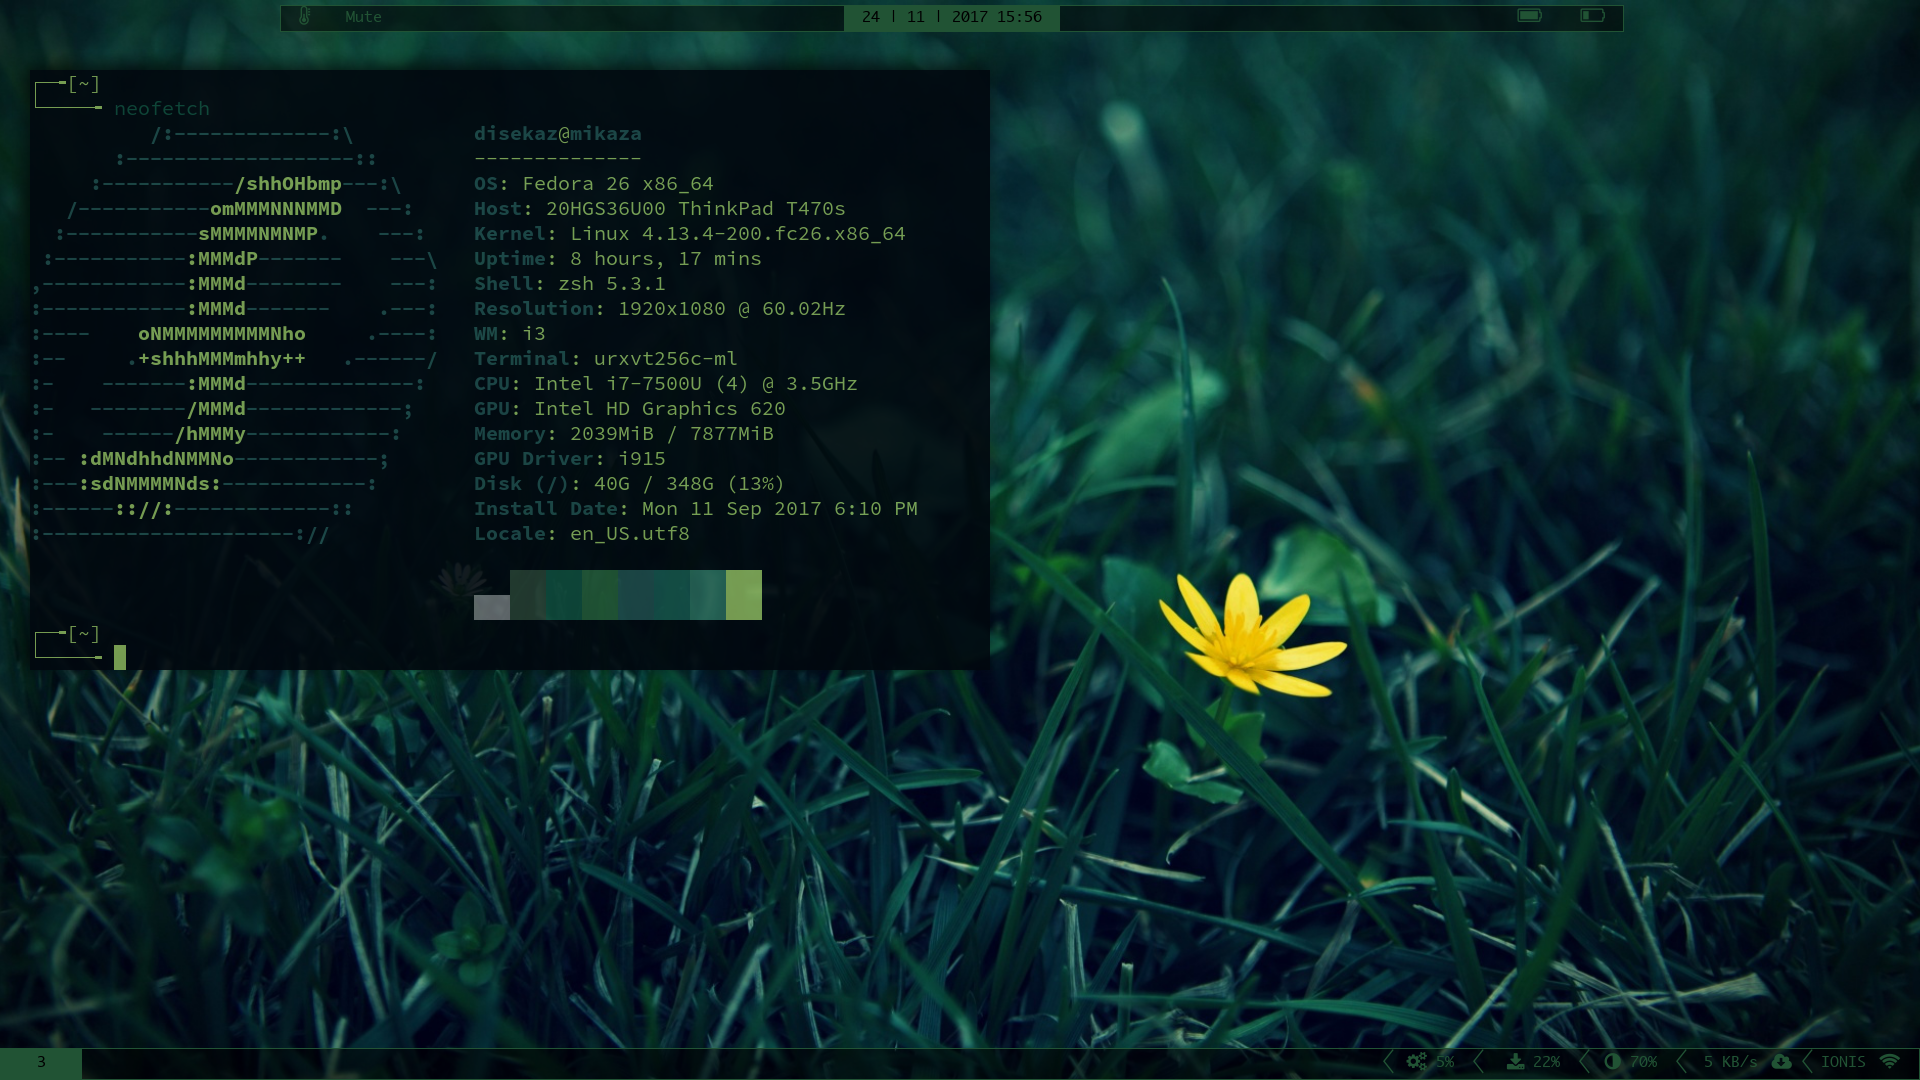 Mute
24 | 11 | 2017 15:56
[~]
neofetch
/:-------------:\
:-------------------::
:-----------/shhOHbmp---:\
/-----------omMMMNNNMMD  ---:
:-----------sMMMMNMNMP.    ---:
:-----------:MMMdP-------    ---\
,------------:MMMd--------    ---:
:------------:MMMd-------    .---:
:----    oNMMMMMMMMMNho     .----:
:--     .+shhhMMMmhhy++   .------/
:-    -------:MMMd--------------:
:-   --------/MMMd-------------;
:-    ------/hMMMy------------:
:-- :dMNdhhdNMMNo------------;
:---:sdNMMMMNds:------------:
:------:://:-------------::
:---------------------://
disekaz@mikaza
--------------
OS: Fedora 26 x86_64
Host: 20HGS36U00 ThinkPad T470s
Kernel: Linux 4.13.4-200.fc26.x86_64
Uptime: 8 hours, 17 mins
Shell: zsh 5.3.1
Resolution: 1920x1080 @ 60.02Hz
WM: i3
Terminal: urxvt256c-ml
CPU: Intel i7-7500U (4) @ 3.5GHz
GPU: Intel HD Graphics 620
Memory: 2039MiB / 7877MiB
GPU Driver: i915
Disk (/): 40G / 348G (13%)
Install Date: Mon 11 Sep 2017 6:10 PM
Locale: en_US.utf8
[~]
3
5% 22% 70% 5 KB/s IONIS